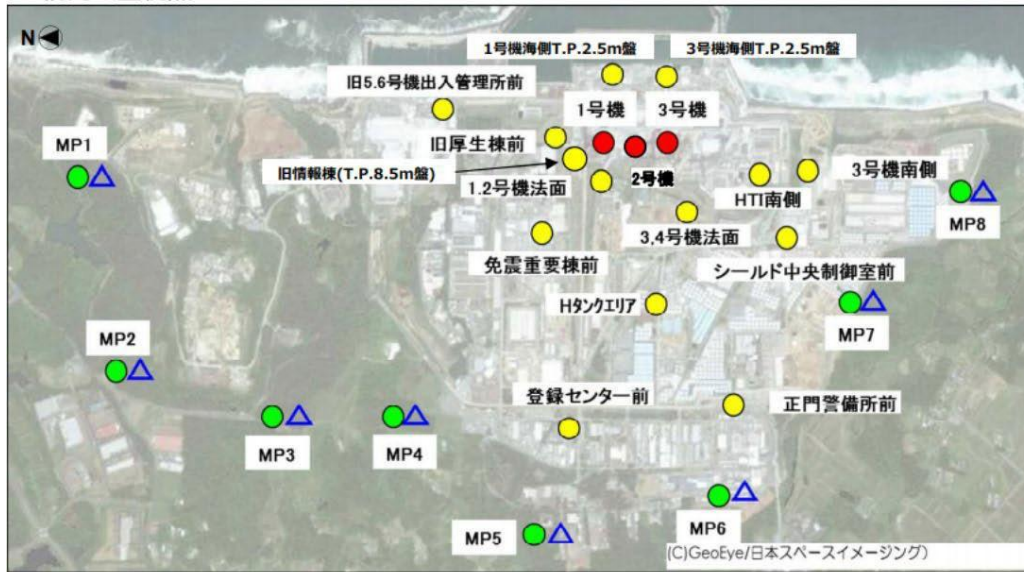 N
1号機海側T.P.2.5m盤
3号機海側T.P.2.5m盤
旧5.6号機出入管理所前
1号機
3号機
MP1
旧厚生棟前
旧情報棟(T.P.8.5m盤)
1.2号機法面
2号機
HTI南側
3号機南側
MP8
3.4号機法面
免震重要棟前
シールド中央制御室前
Hタンクエリア
MP7
MP2
登録センター前
正門警備所前
MP3
MP4
MP5
MP6
(C)GeoEye/日本スペースイメージング)